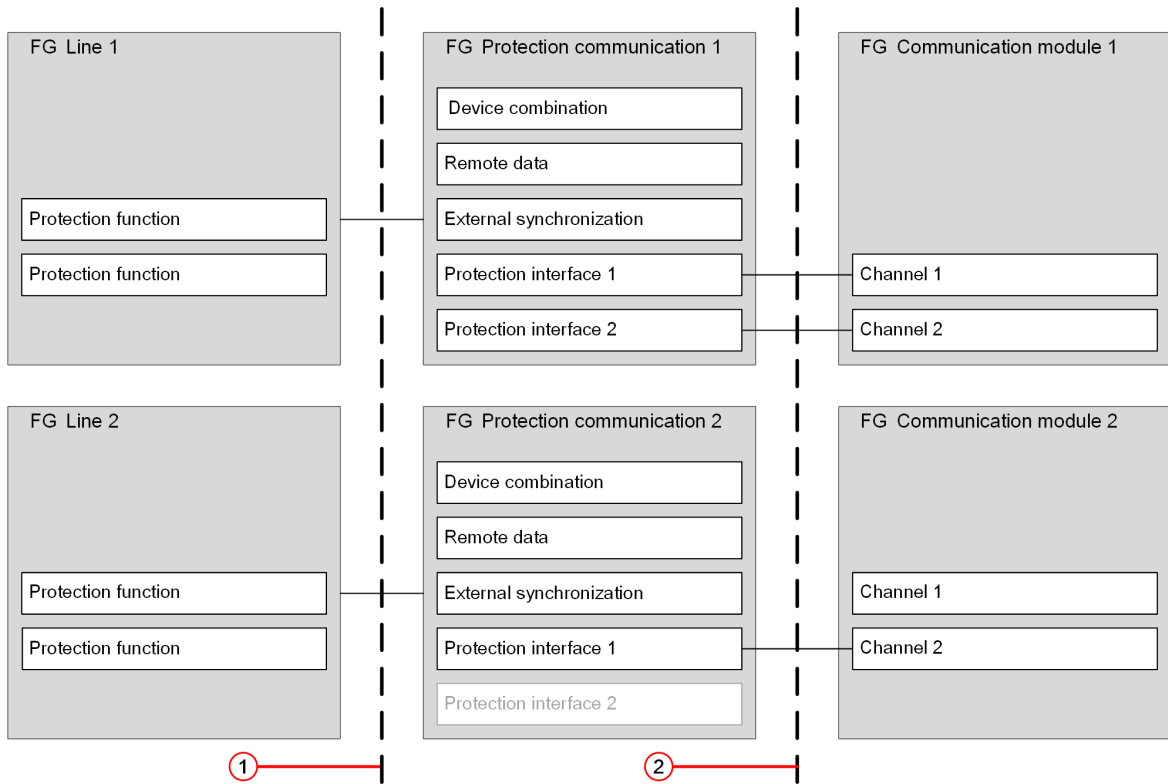 FG Line 1
Protection function
Protection function
FG Protection communication 1
Device combination
Remote data
External synchronization
Protection interface 1
Protection interface 2
FG Communication module 1
Channel 1
Channel 2
FG Line 2
Protection function
Protection function
FG Protection communication 2
Device combination
Remote data
External synchronization
Protection interface 1
Protection interface 2
FG Communication module 2
Channel 1
Channel 2
1
2